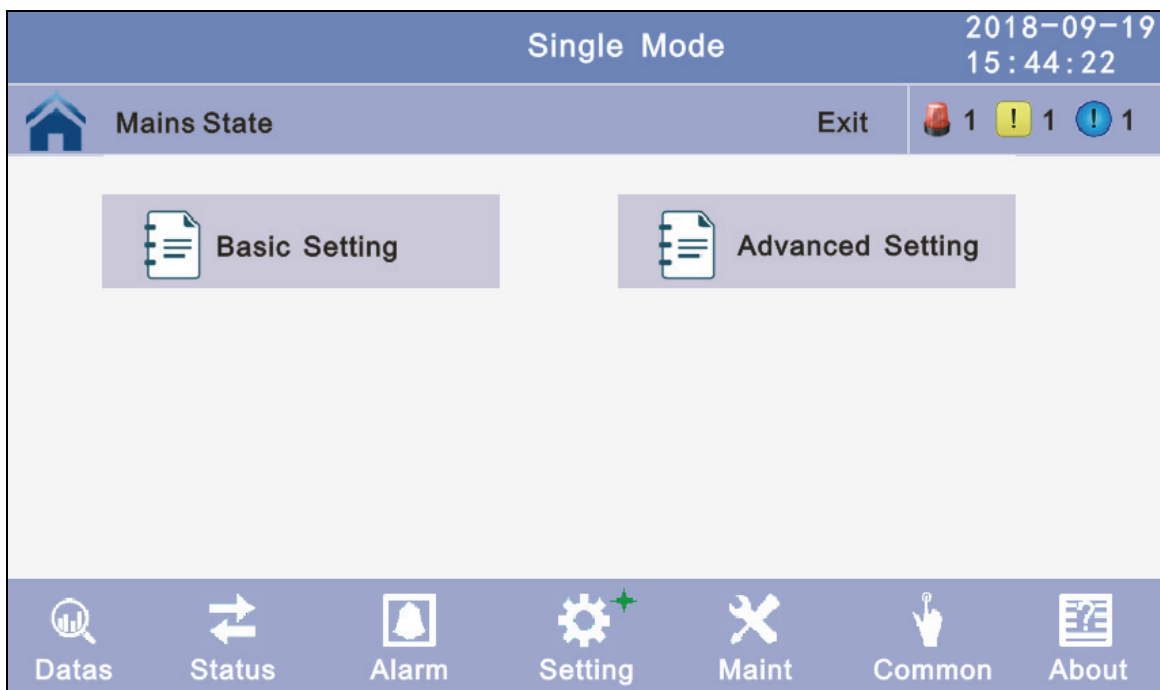 Single Mode
2018-09-19
15:44:22
Mains State
Exit
! 1
1
! 1
Basic Setting
Advanced Setting
Datas
Status
Alarm
Setting
Maint
Common
? 
About